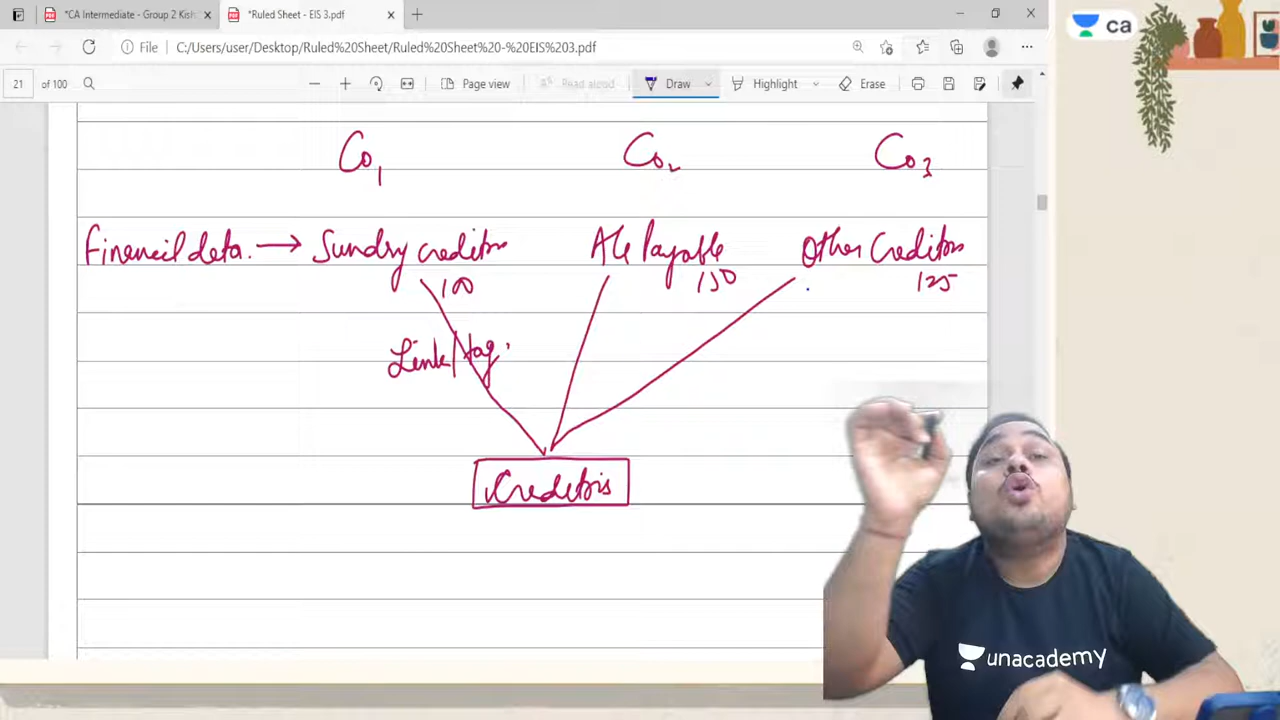 *CA Intermediate - Group 2 Kish
*Ruled Sheet - EIS 3.pdf
File
C:/Users/user/Desktop/Ruled%20Sheet/Ruled%20Sheet%20-%20EIS%203.pdf
21 of 100
Page view
Read aloud
Draw
Highlight
Erase
ca
Co1 Co2 Co3
Financial data. → Sundry creditors A/c Payable Other Creditors
100 150 125
Link/tag.
Creditors
unacademy